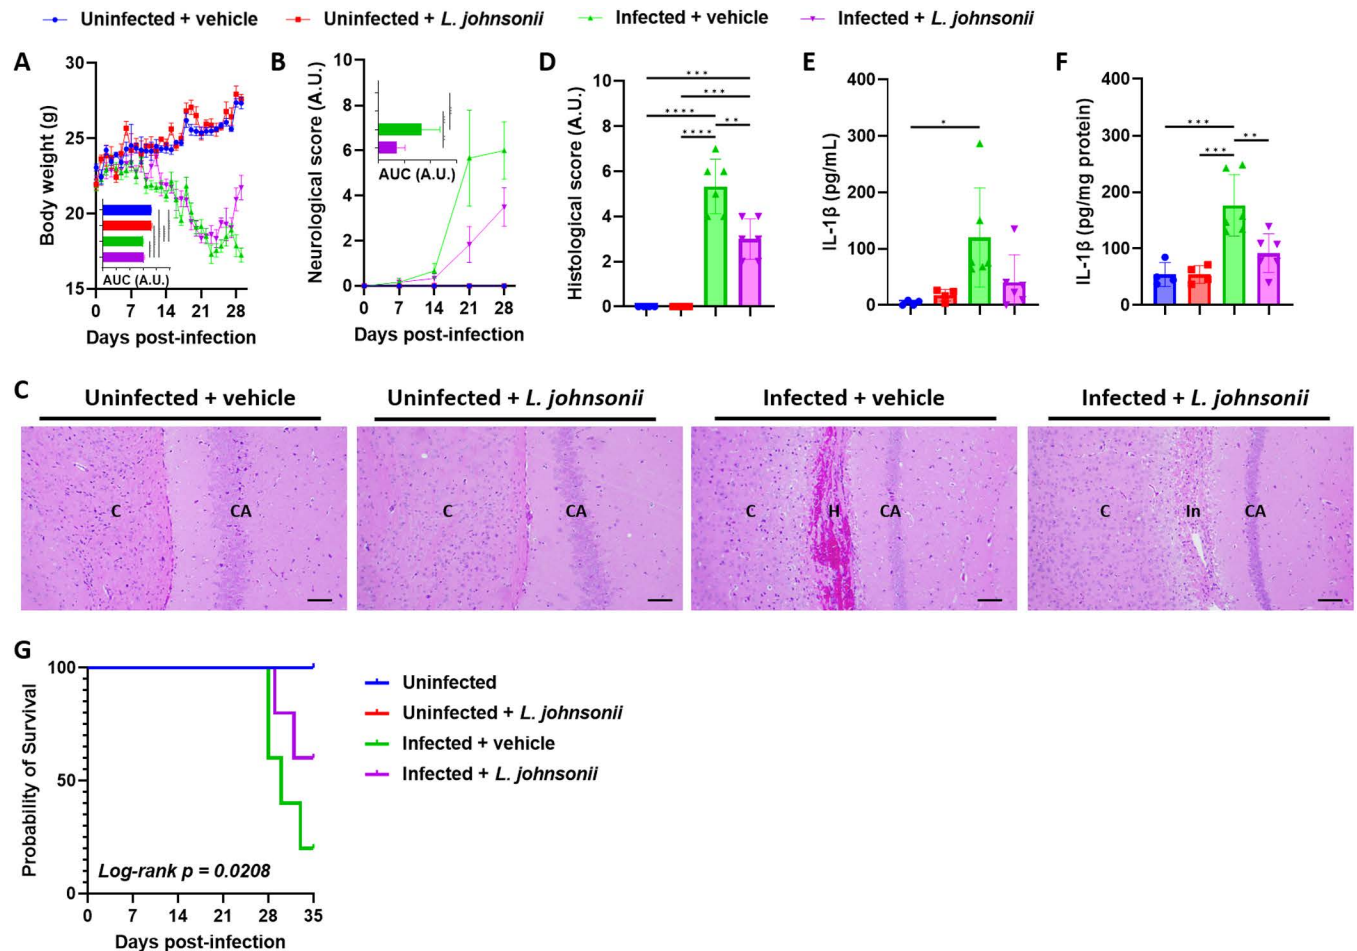 Uninfected + vehicle
Uninfected + L. johnsonii
Infected + vehicle
Infected + L. johnsonii
A
Body weight (g)
30
25
20
15
0
7
14
21
28
Days post-infection
AUC (A.U.)
B
Neurological score (A.U.)
10
8
6
4
2
0
0
7
14
21
28
Days post-infection
AUC (A.U.)
D
Histological score (A.U.)
10
8
6
4
2
0
***
***
****
**
****
E
IL-1β (pg/mL)
400
300
200
100
0
*
F
IL-1β (pg/mg protein)
400
300
200
100
0
***
**
***
C
Uninfected + vehicle
Uninfected + L. johnsonii
Infected + vehicle
Infected + L. johnsonii
C
CA
C
CA
C
H
CA
C
In
CA
G
Probability of Survival
100
50
0
Log-rank p = 0.0208
0
7
14
21
28
35
Days post-infection
Uninfected
Uninfected + L. johnsonii
Infected + vehicle
Infected + L. johnsonii